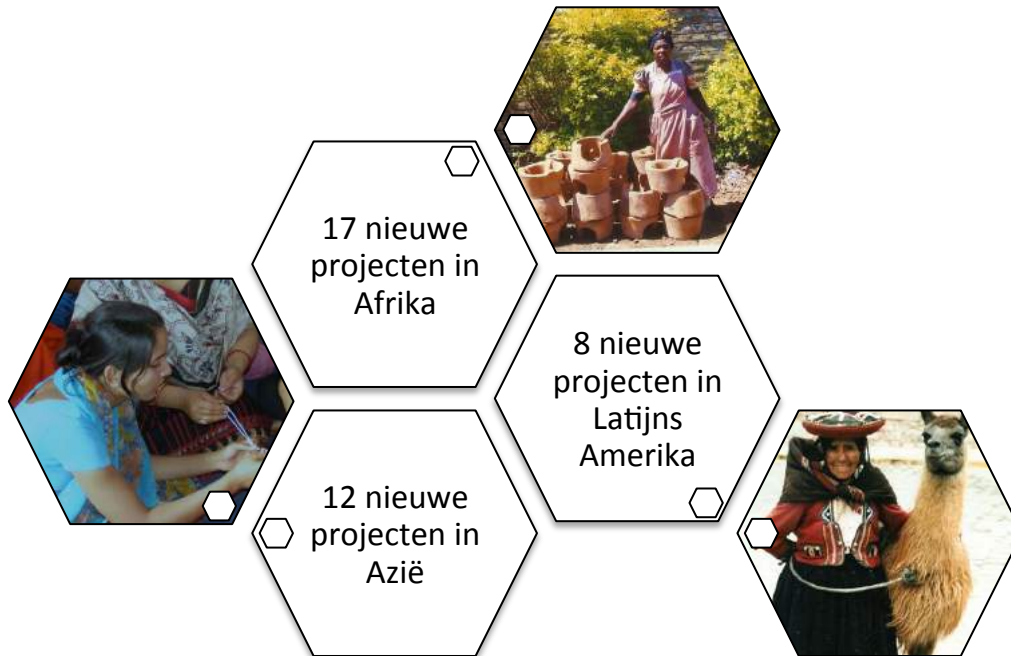 17 nieuwe
projecten in
Afrika
8 nieuwe
projecten in
Latijns
Amerika
12 nieuwe
projecten in
Azië